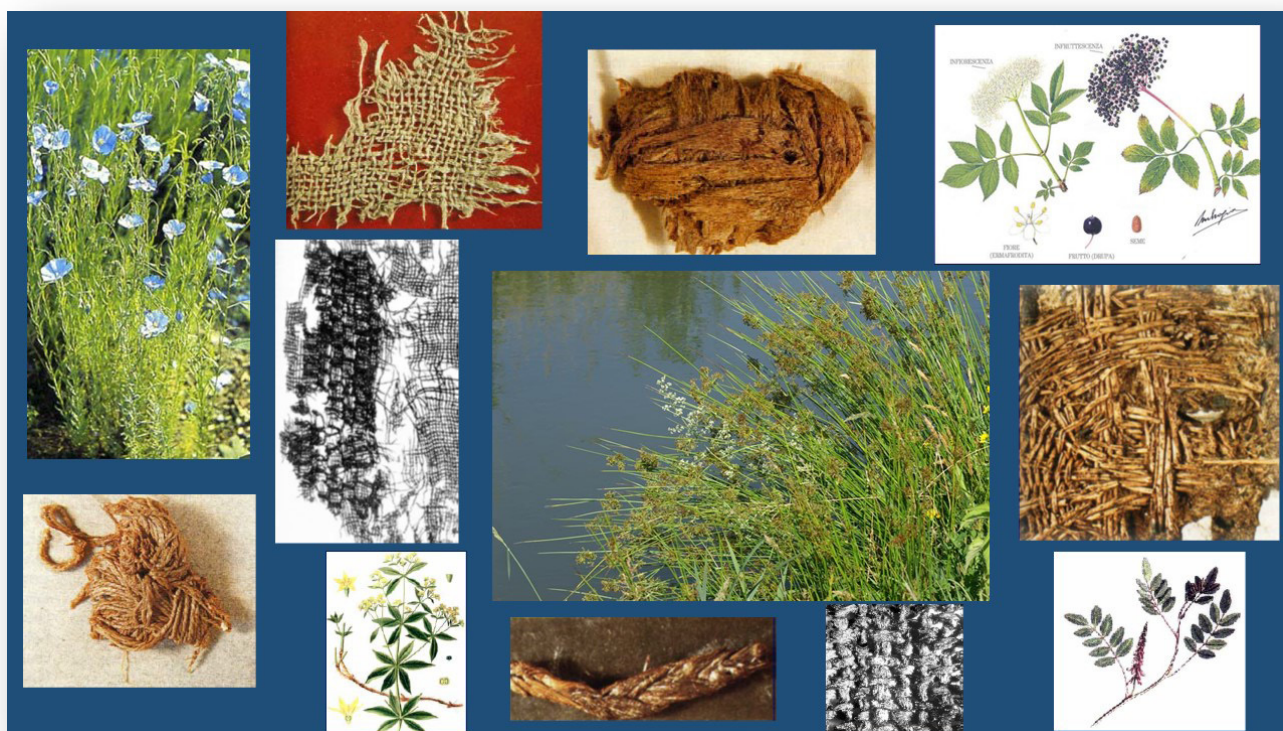 INFIORESCENZA
INFRUTTESCENZA
FIORE
(ERMAFRODITA)
FRUTTO (DRUPA)
SEME